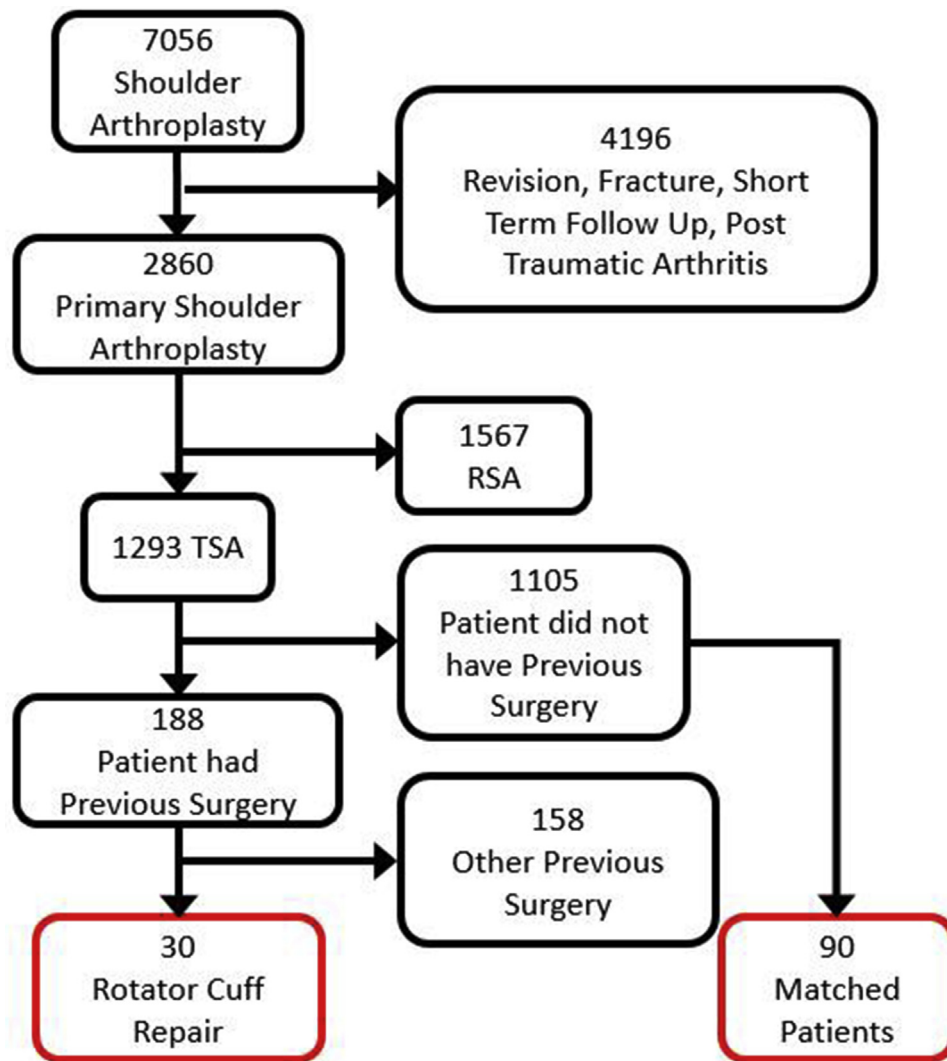 7056
Shoulder
Arthroplasty
4196
Revision, Fracture, Short
Term Follow Up, Post
Traumatic Arthritis
2860
Primary Shoulder
Arthroplasty
1567
RSA
1293 TSA
1105
Patient did not
have Previous
Surgery
188
Patient had
Previous Surgery
158
Other Previous
Surgery
30
Rotator Cuff
Repair
90
Matched
Patients